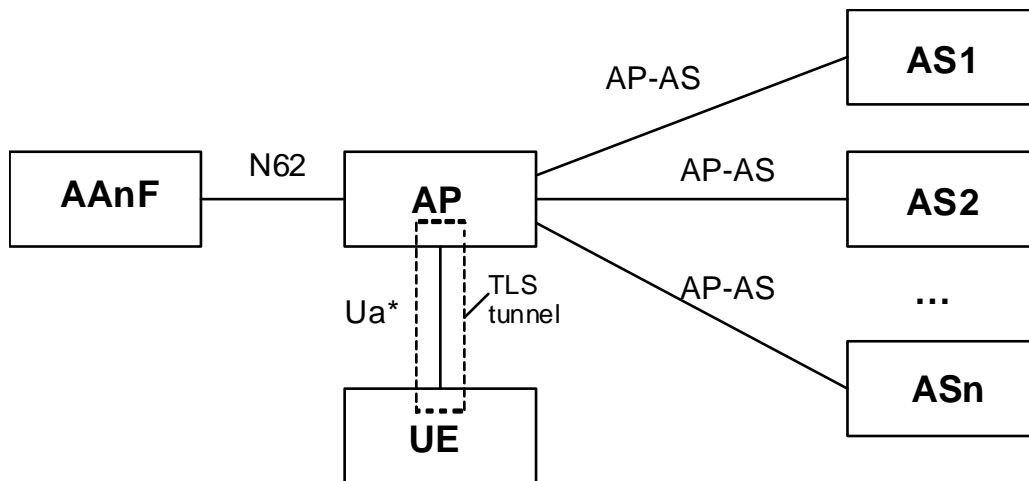 AS1
AP-AS
N62
AAnF
AP
AP-AS
AS2
Ua*
TLS
tunnel
AP-AS
...
UE
ASn